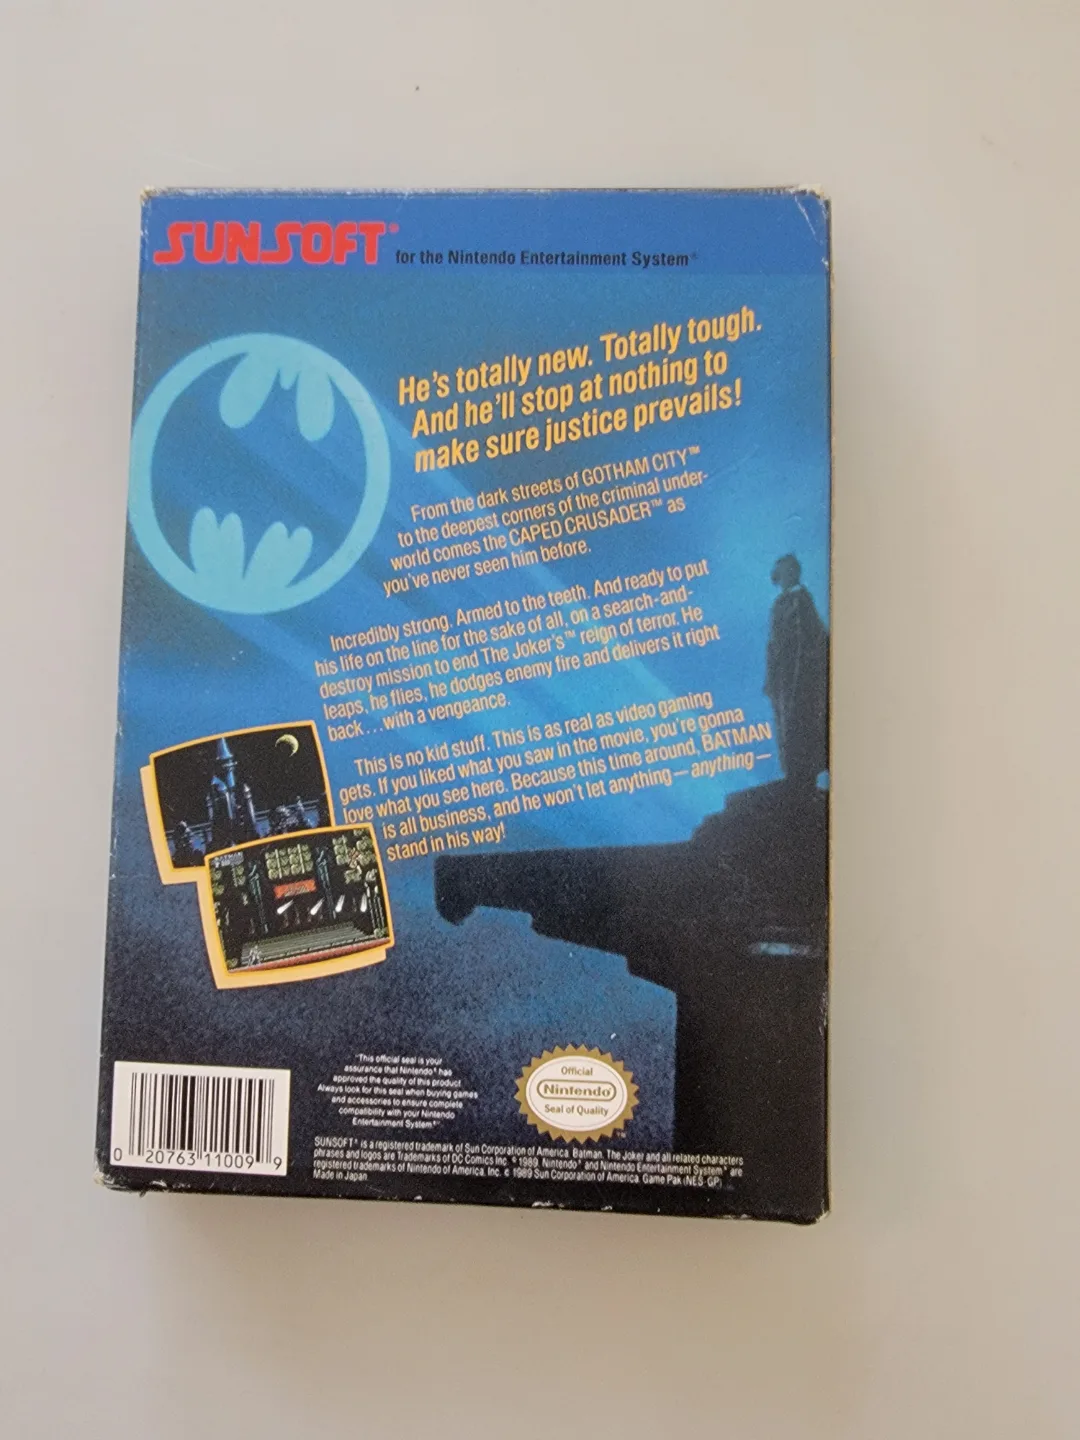 SUNSOFT®
for the Nintendo Entertainment System®
He's totally new. Totally tough.
And he'll stop at nothing to
make sure justice prevails!
From the dark streets of GOTHAM CITY™
to the deepest corners of the criminal under-
world comes the CAPED CRUSADER™ as
you've never seen him before.
Incredibly strong. Armed to the teeth. And ready to put
his life on the line for the sake of all, on a search-and-
destroy mission to end The Joker's™ reign of terror. He
leaps, he flies, he dodges enemy fire and delivers it right
back...with a vengeance.
This is no kid stuff. This is as real as video gaming
gets. If you liked what you saw in the movie, you're gonna
love what you see here. Because this time around, BATMAN
is all business, and he won't let anything—anything—
stand in his way!
BATMAN
"This official seal is your
assurance that Nintendo® has
approved the quality of this product.
Always look for this seal when buying games
and accessories to ensure complete
compatibility with your Nintendo
Entertainment System®"
Official
Nintendo®
Seal of Quality
™
SUNSOFT® is a registered trademark of Sun Corporation of America. Batman, The Joker and all related characters
phrases and logos are Trademarks of DC Comics Inc. © 1989. Nintendo® and Nintendo Entertainment System® are
registered trademarks of Nintendo of America, Inc. © 1989 Sun Corporation of America. Game Pak (NES-GP)
Made in Japan
0 20763 11009 9